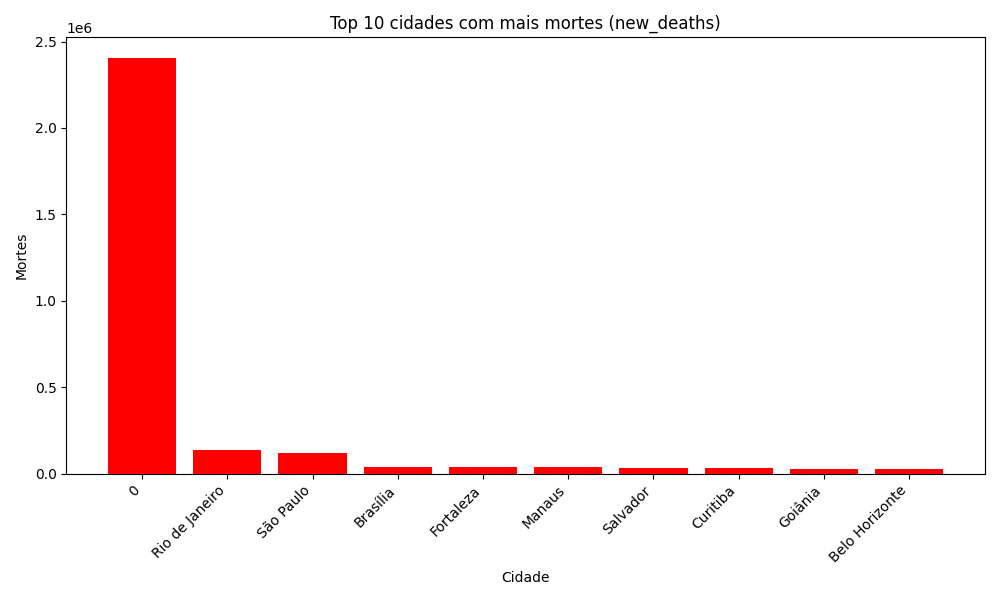 Top 10 cidades com mais mortes (new_deaths)
1e6
2.5
2.0
1.5
1.0
0.5
0.0
Mortes
0
Rio de Janeiro
São Paulo
Brasília
Fortaleza
Manaus
Salvador
Curitiba
Goiânia
Belo Horizonte
Cidade